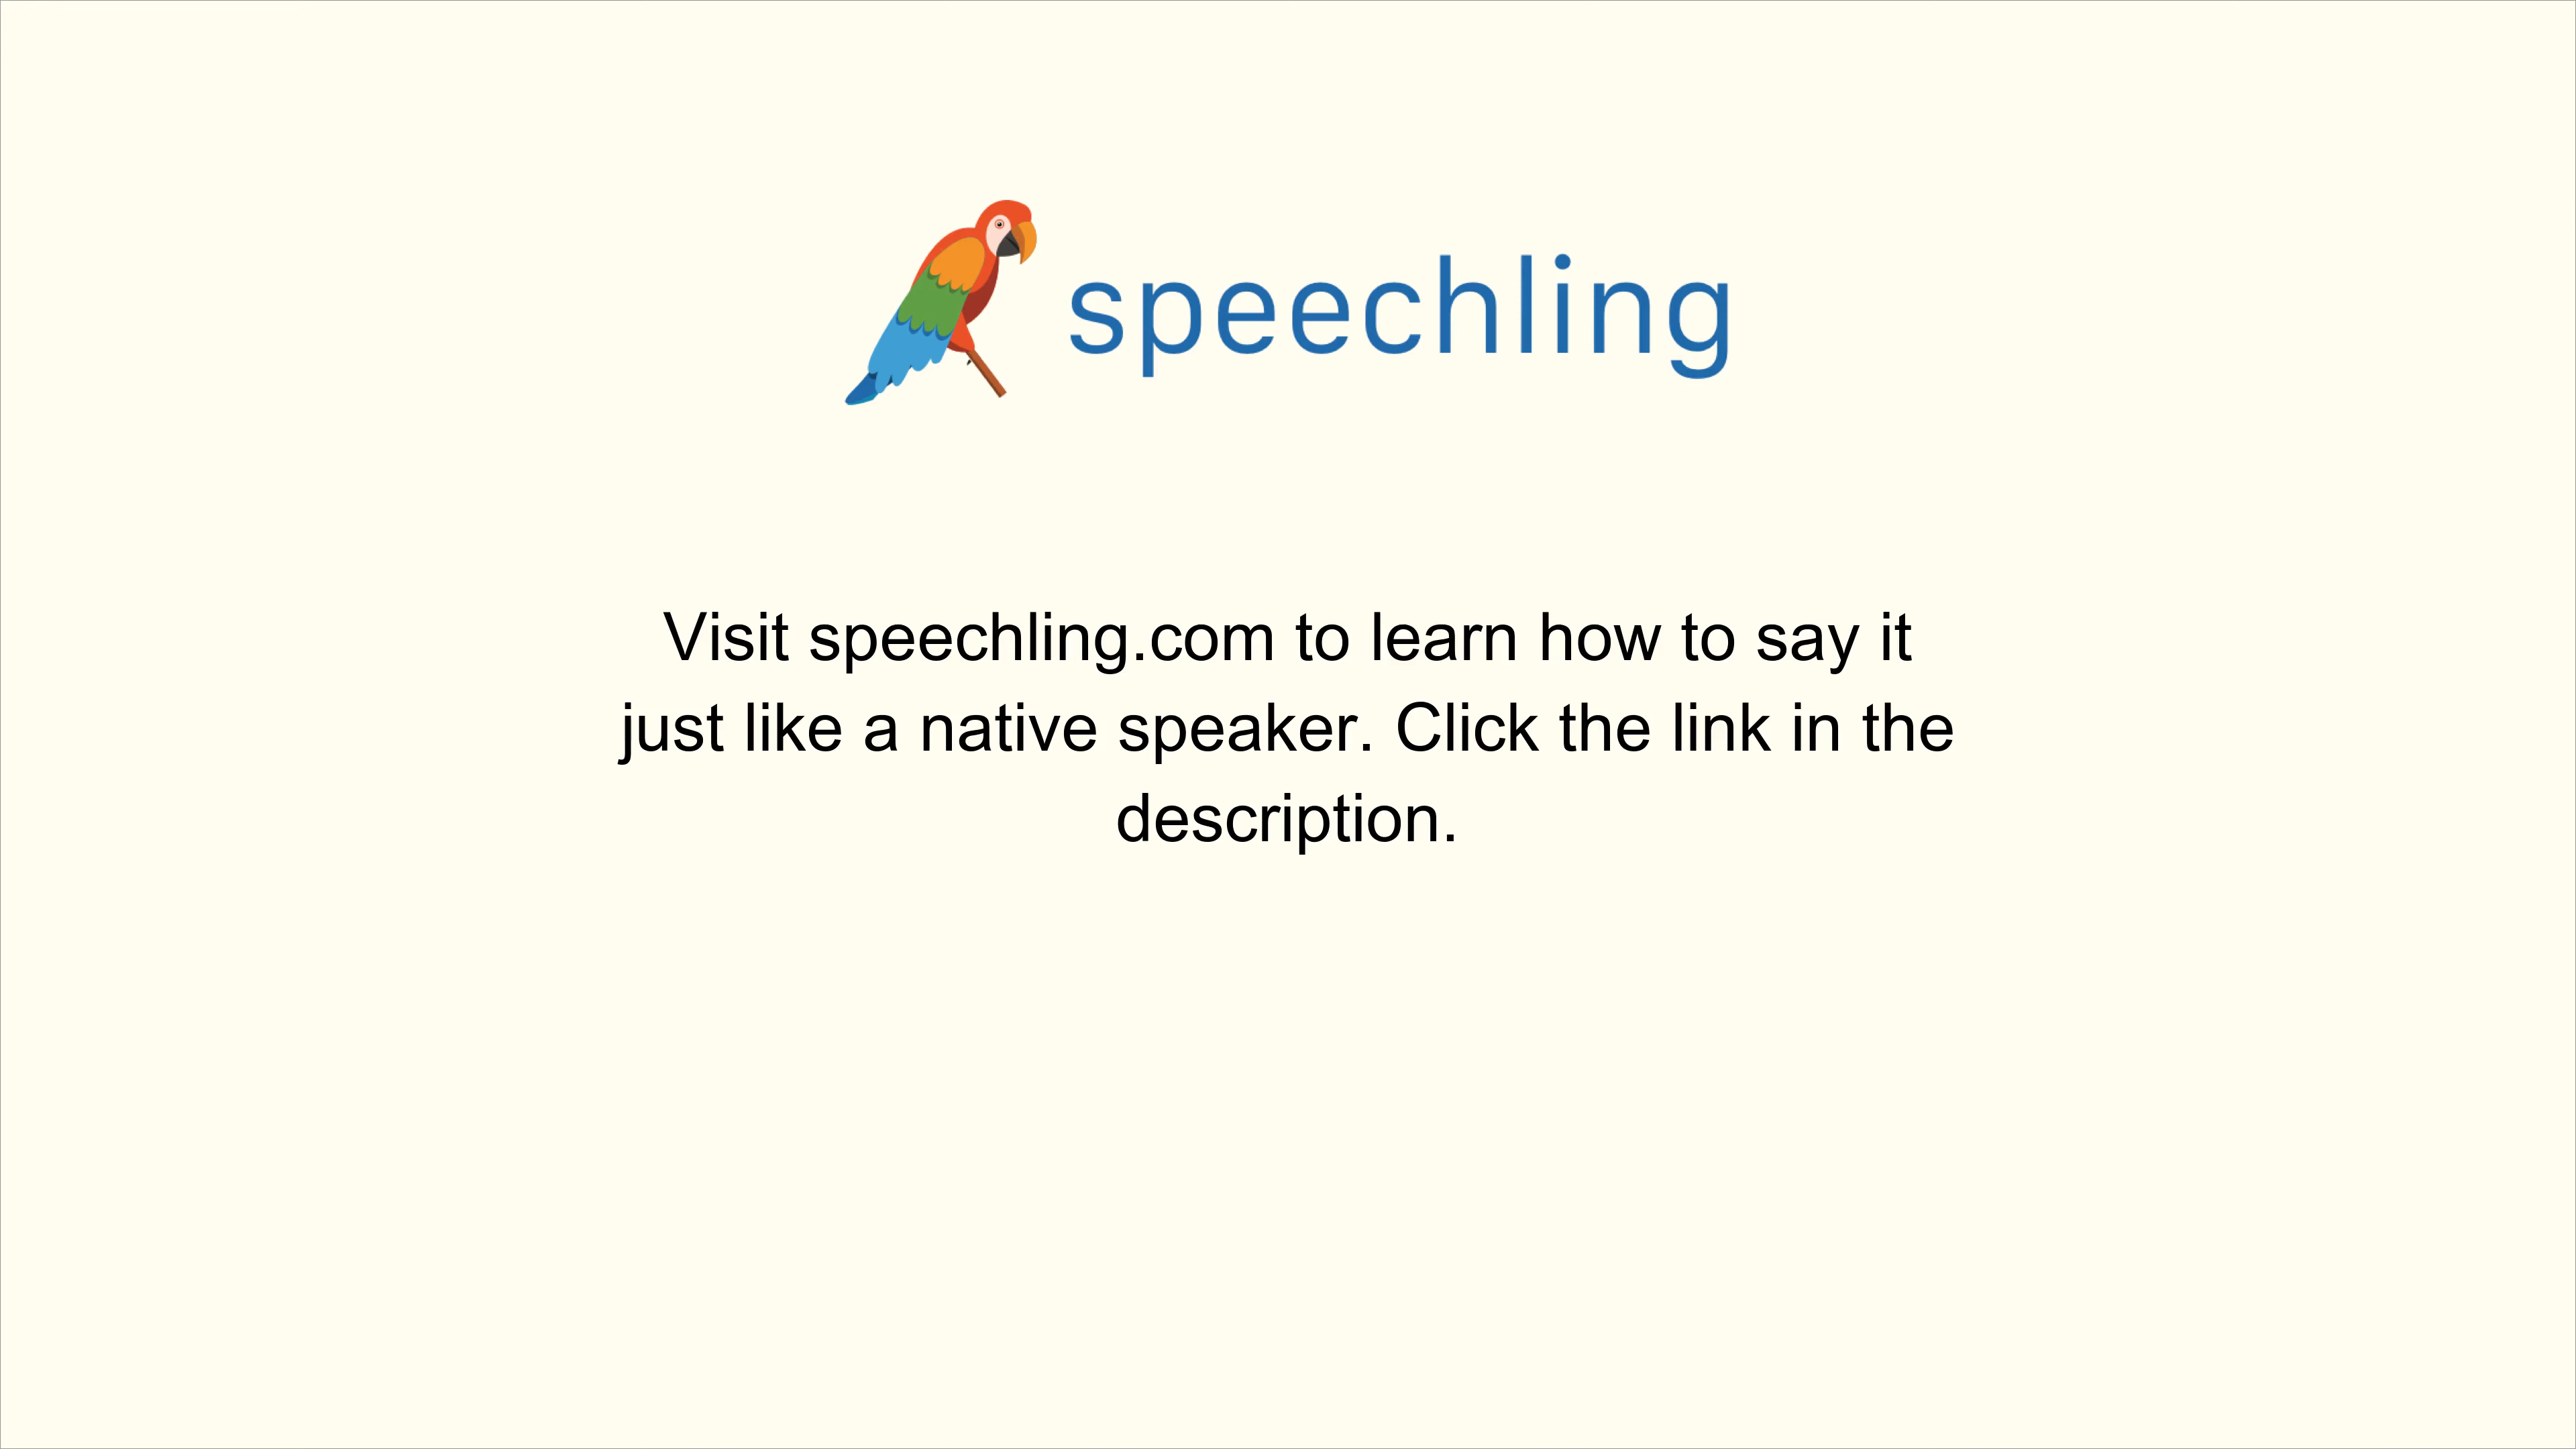 speechling
Visit speechling.com to learn how to say it
just like a native speaker. Click the link in the
description.